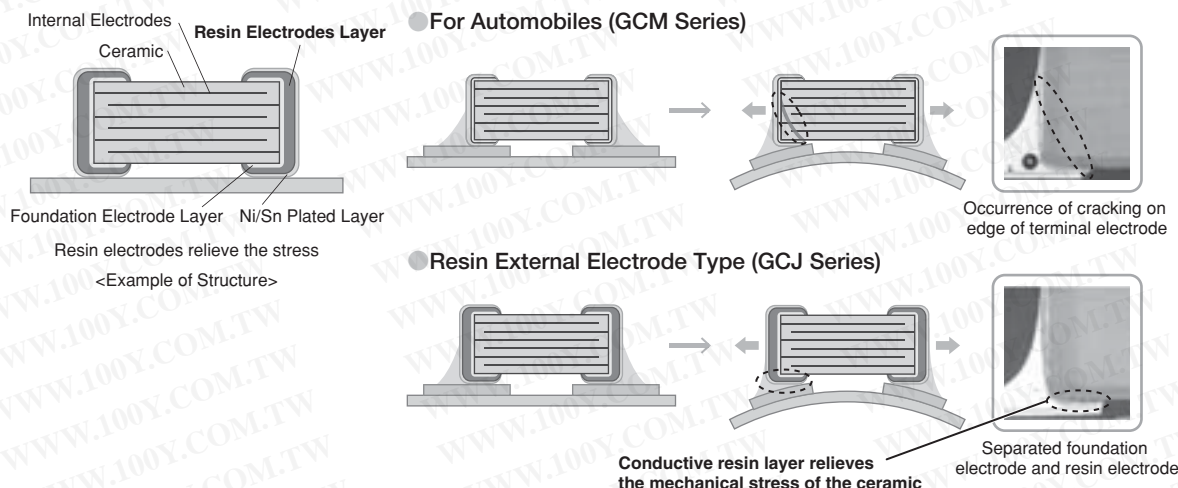 Internal Electrodes
Ceramic
Resin Electrodes Layer
Foundation Electrode Layer
Ni/Sn Plated Layer
Resin electrodes relieve the stress
<Example of Structure>
For Automobiles (GCM Series)
Occurrence of cracking on
edge of terminal electrode
Resin External Electrode Type (GCJ Series)
Conductive resin layer relieves
the mechanical stress of the ceramic
Separated foundation
electrode and resin electrode
WWW.100Y.COM.TW